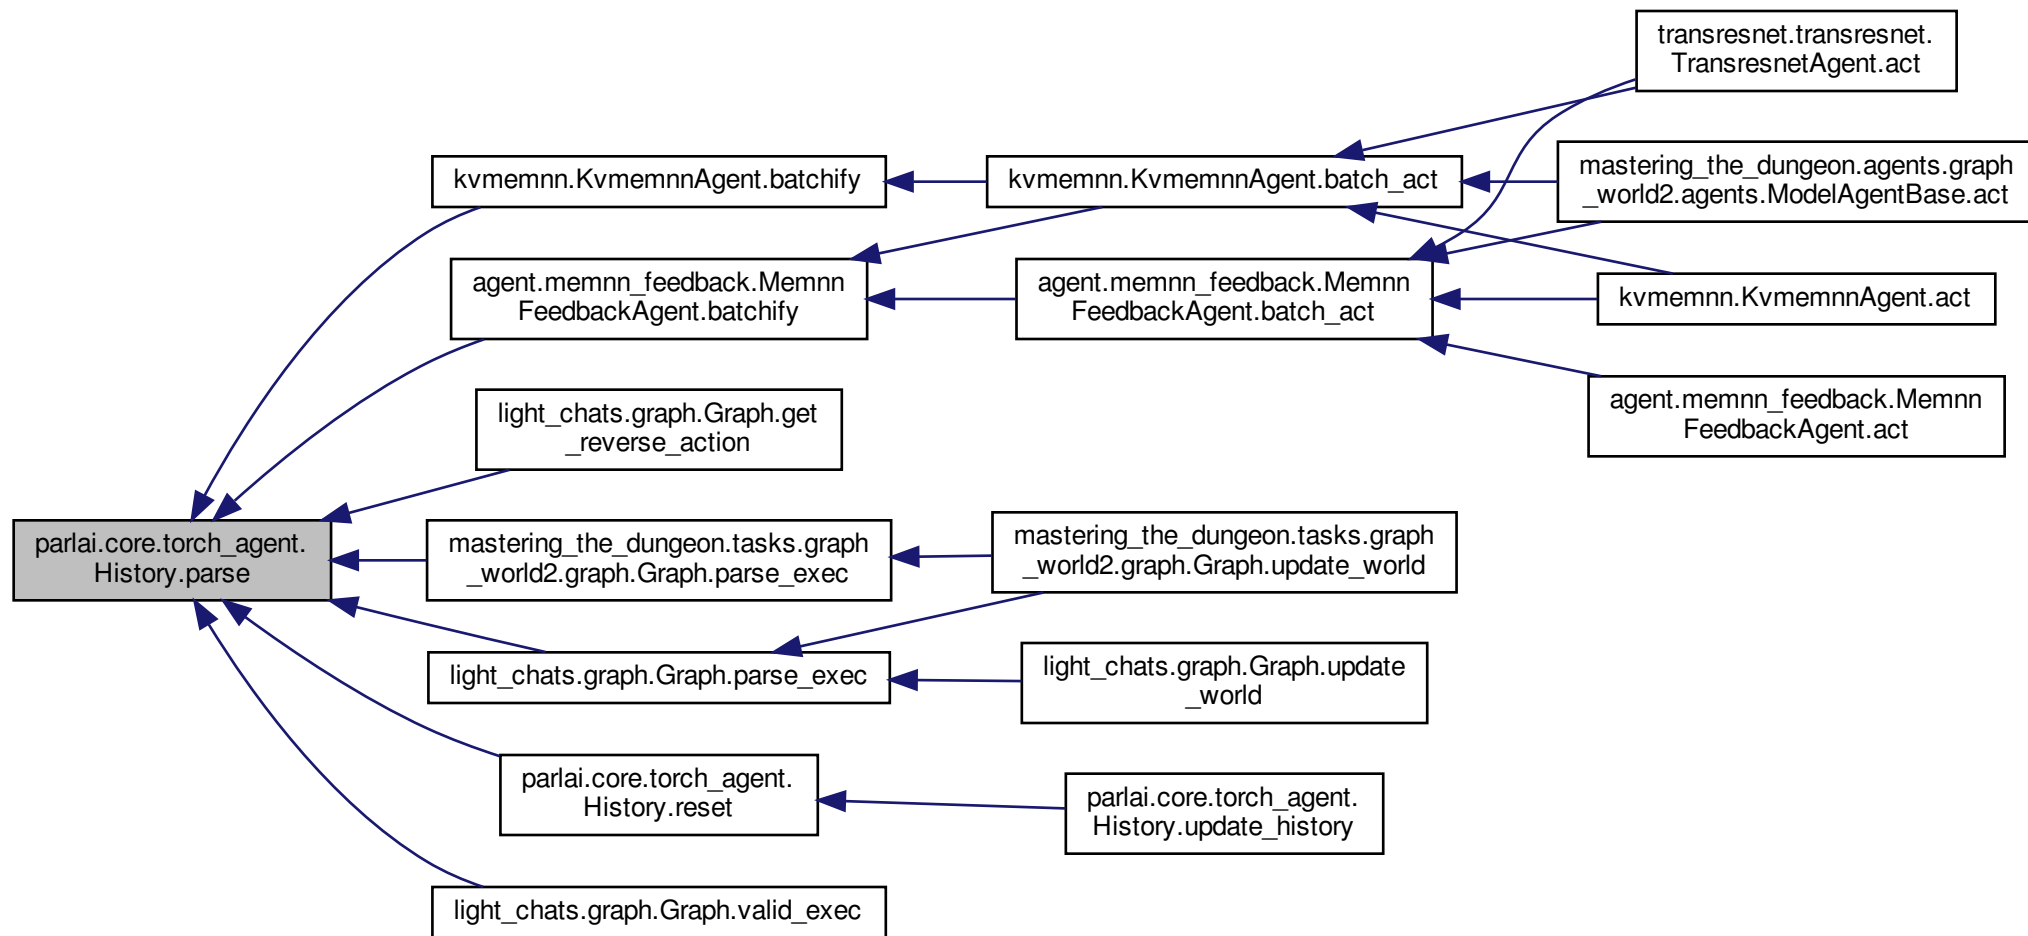 transresnet.transresnet.
TransresnetAgent.act
kvmemnn.KvmemnnAgent.batchify
kvmemnn.KvmemnnAgent.batch_act
mastering_the_dungeon.agents.graph
_world2.agents.ModelAgentBase.act
agent.memnn_feedback.Memnn
FeedbackAgent.batchify
agent.memnn_feedback.Memnn
FeedbackAgent.batch_act
kvmemnn.KvmemnnAgent.act
light_chats.graph.Graph.get
_reverse_action
agent.memnn_feedback.Memnn
FeedbackAgent.act
parlai.core.torch_agent.
History.parse
mastering_the_dungeon.tasks.graph
_world2.graph.Graph.parse_exec
mastering_the_dungeon.tasks.graph
_world2.graph.Graph.update_world
light_chats.graph.Graph.parse_exec
light_chats.graph.Graph.update
_world
parlai.core.torch_agent.
History.reset
parlai.core.torch_agent.
History.update_history
light_chats.graph.Graph.valid_exec